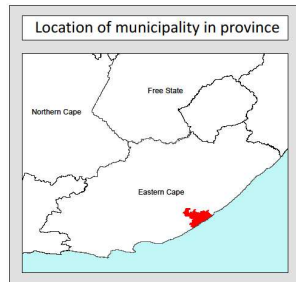 Location of municipality in province
Free State
Northern Cape
Eastern Cape